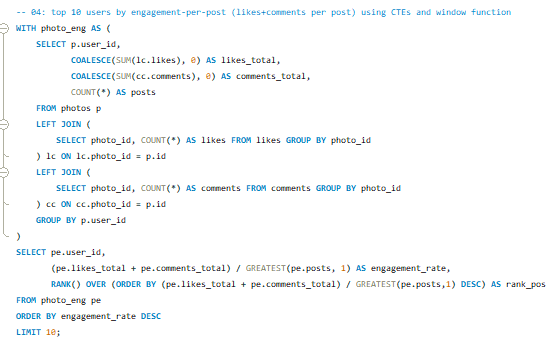 -- 04: top 10 users by engagement-per-post (likes+comments per post) using CTEs and window function
WITH photo_eng AS (
SELECT p.user_id,
COALESCE(SUM(lc.likes), 0) AS likes_total,
COALESCE(SUM(cc.comments), 0) AS comments_total,
COUNT(*) AS posts
FROM photos p
LEFT JOIN (
SELECT photo_id, COUNT(*) AS likes FROM likes GROUP BY photo_id
) lc ON lc.photo_id = p.id
LEFT JOIN (
SELECT photo_id, COUNT(*) AS comments FROM comments GROUP BY photo_id
) cc ON cc.photo_id = p.id
GROUP BY p.user_id
)
SELECT pe.user_id,
(pe.likes_total + pe.comments_total) / GREATEST(pe.posts, 1) AS engagement_rate,
RANK() OVER (ORDER BY (pe.likes_total + pe.comments_total) / GREATEST(pe.posts,1) DESC) AS rank_pos
FROM photo_eng pe
ORDER BY engagement_rate DESC
LIMIT 10;